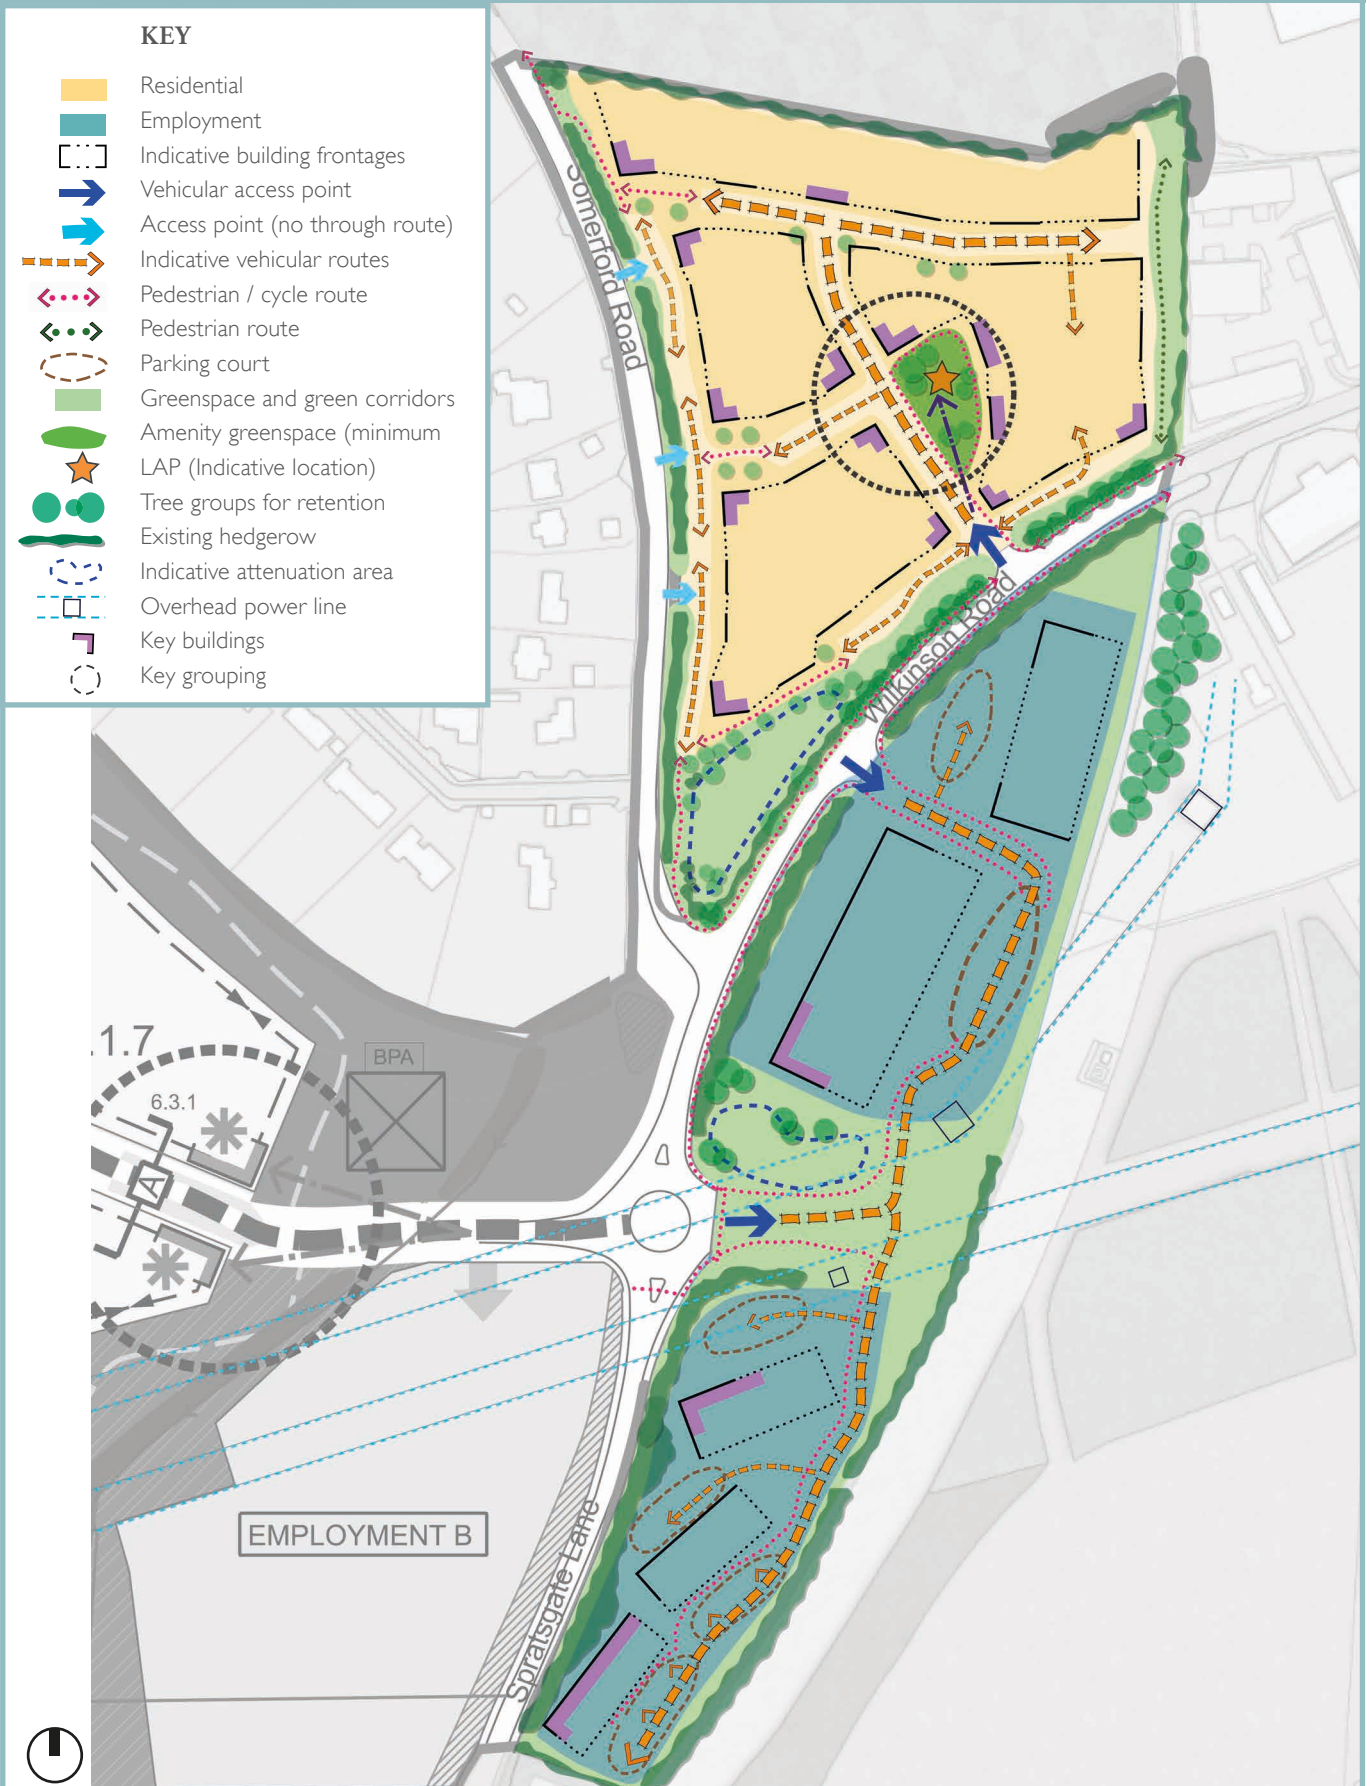 KEY
Residential
Employment
Indicative building frontages
Vehicular access point
Access point (no through route)
Indicative vehicular routes
Pedestrian / cycle route
Pedestrian route
Parking court
Greenspace and green corridors
Amenity greenspace (minimum
LAP (Indicative location)
Tree groups for retention
Existing hedgerow
Indicative attenuation area
Overhead power line
Key buildings
Key grouping
Somerford Road
Wilkinson Road
.1.7
BPA
6.3.1
A
EMPLOYMENT B
Spratsgate Lane